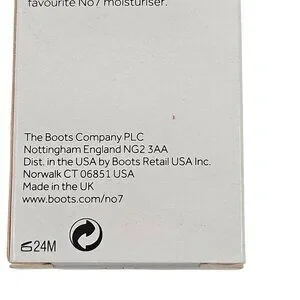 favourite No7 moisturiser.
The Boots Company PLC
Nottingham England NG2 3AA
Dist. in the USA by Boots Retail USA Inc.
Norwalk CT 06851 USA
Made in the UK
www.boots.com/no7
24M